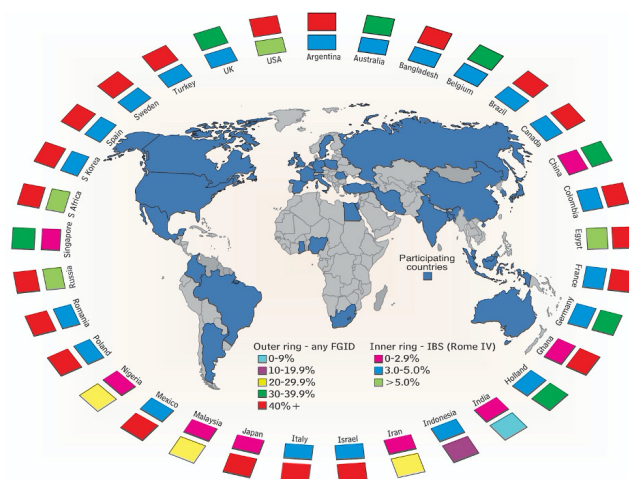 Argentina
Australia
Bangladesh
Belgium
Brazil
Canada
China
Colombia
Egypt
France
Germany
Ghana
Holland
India
Indonesia
Iran
Israel
Italy
Japan
Malaysia
Mexico
Nigeria
Poland
Romania
Russia
Singapore
S Africa
S Korea
Spain
Sweden
Turkey
UK
USA
Participating
countries
Outer ring - any FGID
0-9%
10-19.9%
20-29.9%
30-39.9%
40%+
Inner ring - IBS (Rome IV)
0-2.9%
3.0-5.0%
>5.0%